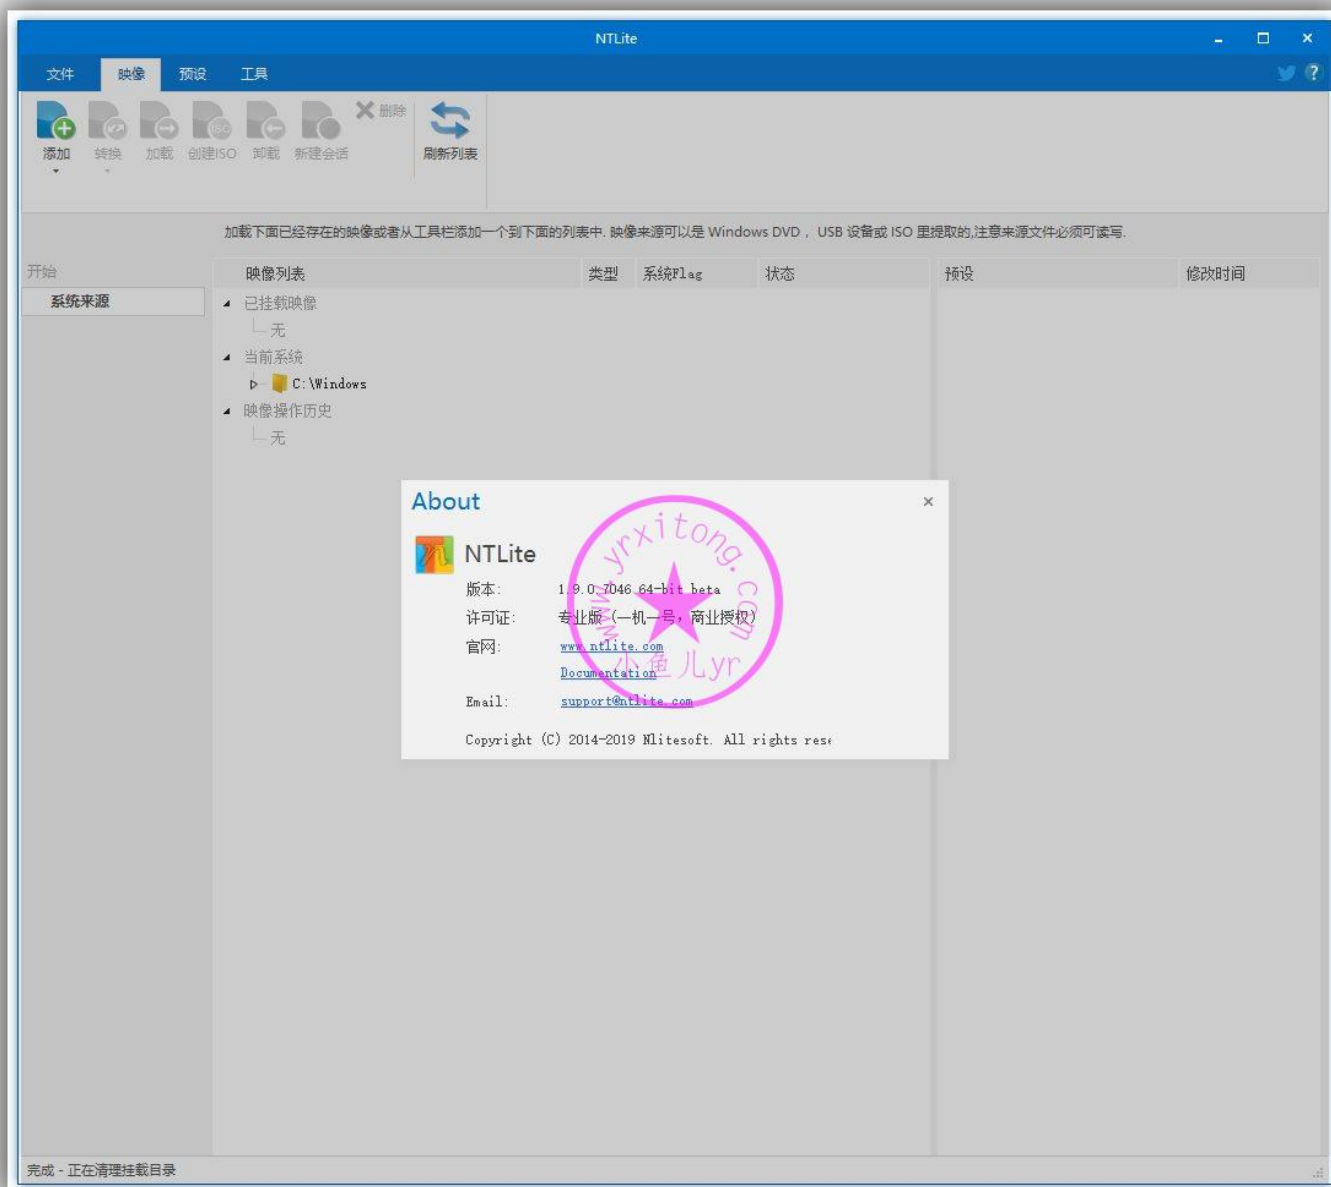 NTLite
文件 映像 预设 工具
添加 转换 加载 创建ISO 卸载 新建会话 删除 刷新列表
加载下面已经存在的映像或者从工具栏添加一个到下面的列表中. 映像来源可以是 Windows DVD， USB 设备或 ISO 里提取的,注意来源文件必须可读写.
开始
系统来源
映像列表 类型 系统Flag 状态 预设 修改时间
已挂载映像
无
当前系统
C:\Windows
映像操作历史
无
About
NTLite
版本: 1.9.0.7046 64-bit beta
许可证: 专业版（一机一号，商业授权）
官网: www.ntlite.com
Documentation
Email: support@ntlite.com
Copyright (C) 2014-2019 Nlitesoft. All rights rese
www.yrxitong.com
小鱼儿yr
完成 - 正在清理挂载目录